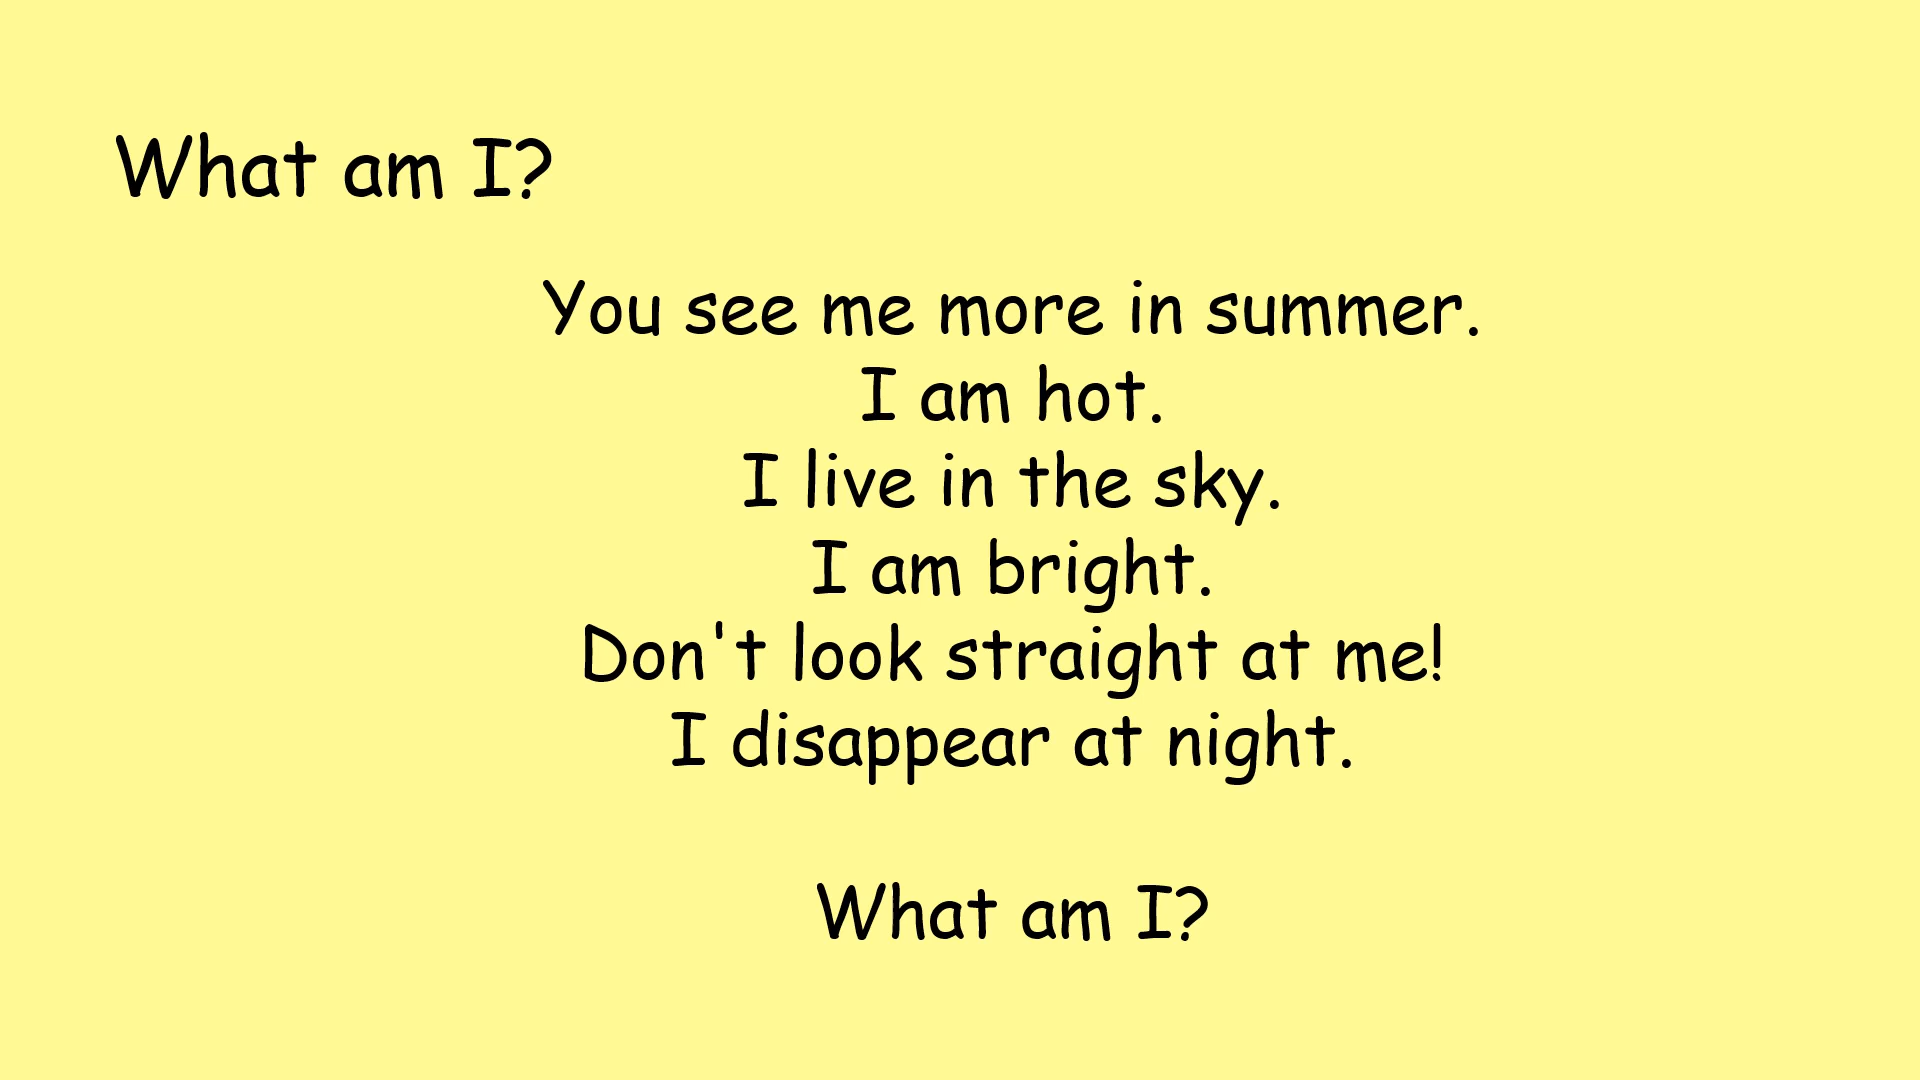 What am I?
You see me more in summer.
I am hot.
I live in the sky.
I am bright.
Don't look straight at me!
I disappear at night.
What am I?